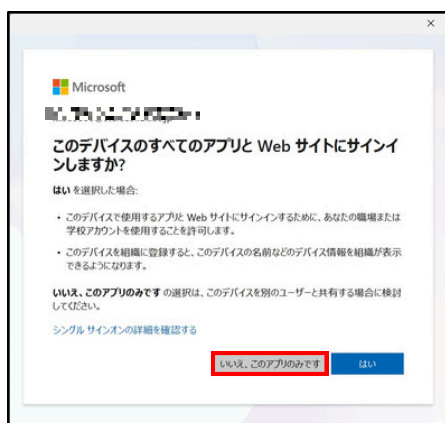 Microsoft
このデバイスのすべてのアプリと Web サイトにサインイ
ンしますか?
はい を選択した場合:
・ このデバイスで使用するアプリと Web サイトにサインインするために、あなたの職場または
学校アカウントを使用することを許可します。
・ このデバイスを組織に登録すると、このデバイスの名前などのデバイス情報を組織が表示
できるようになります。
いいえ、このアプリのみです の選択は、このデバイスを別のユーザーと共有する場合に検討
してください。
シングル サインオンの詳細を確認する
いいえ、このアプリのみです はい